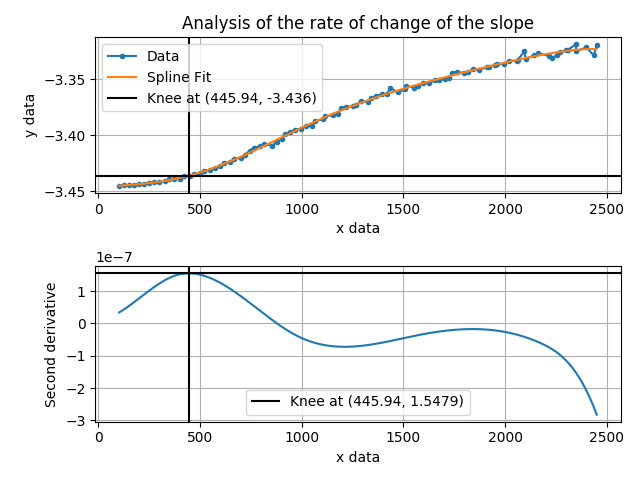 Analysis of the rate of change of the slope
Data
Spline Fit
Knee at (445.94, -3.436)
−3.35
−3.40
−3.45
y data
0
500
1000
1500
2000
2500
x data
1e−7
1
0
−1
−2
−3
Second derivative
Knee at (445.94, 1.5479)
0
500
1000
1500
2000
2500
x data